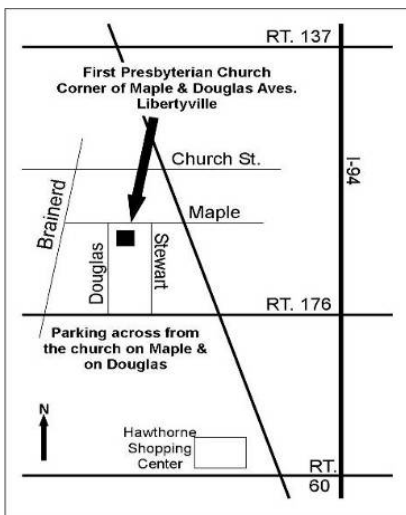 RT. 137
First Presbyterian Church
Corner of Maple & Douglas Aves.
Libertyville
Church St.
I-94
Brainerd
Maple
Douglas
Stewart
RT. 176
Parking across from
the church on Maple &
on Douglas
N
Hawthorne
Shopping
Center
RT.
60